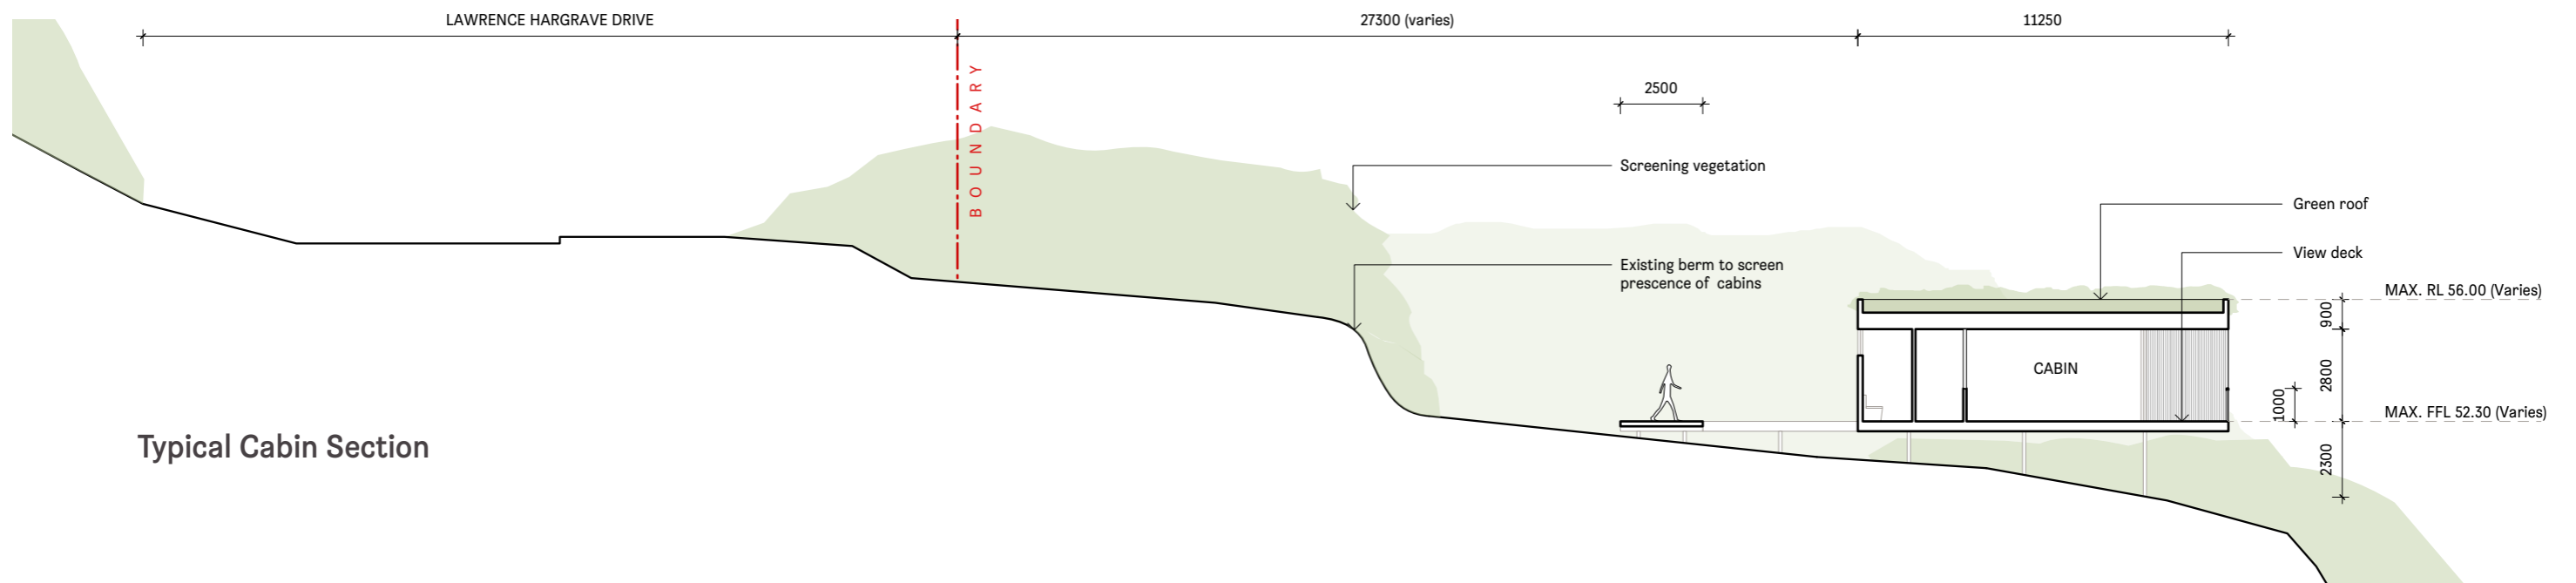 LAWRENCE HARGRAVE DRIVE
27300 (varies)
11250
BOUNDARY
2500
Screening vegetation
Green roof
View deck
Existing berm to screen
prescence of cabins
MAX. RL 56.00 (Varies)
900
CABIN
2800
1000
MAX. FFL 52.30 (Varies)
2300
Typical Cabin Section